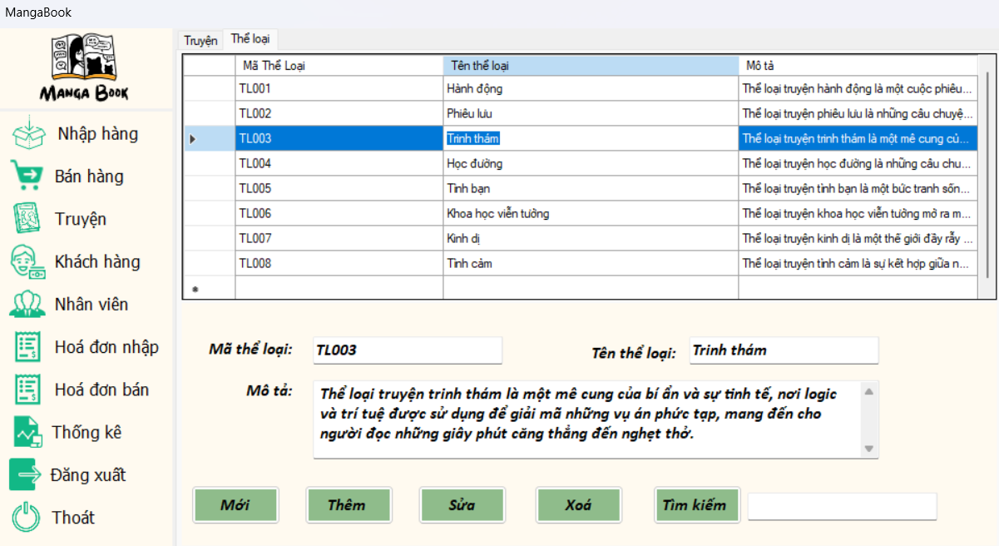 MangaBook
MANGA BOOK
Nhập hàng
Bán hàng
Truyện
Khách hàng
Nhân viên
Hoá đơn nhập
Hoá đơn bán
Thống kê
Đăng xuất
Thoát
Truyện Thể loại
Mã Thể Loại Tên thể loại Mô tả
TL001 Hành động Thể loại truyện hành động là một cuộc phiêu...
TL002 Phiêu lưu Thể loại truyện phiêu lưu là những câu chuyệ...
TL003 Trinh thám Thể loại truyện trinh thám là một mê cung củ...
TL004 Học đường Thể loại truyện học đường là những câu chu...
TL005 Tình bạn Thể loại truyện tình bạn là một bức tranh sốn...
TL006 Khoa học viễn tưởng Thể loại truyện khoa học viễn tưởng mở ra m...
TL007 Kinh dị Thể loại truyện kinh dị là một thế giới đầy rẫy ...
TL008 Tình cảm Thể loại truyện tình cảm là sự kết hợp giữa n...
Mã thể loại: TL003 Tên thể loại: Trinh thám
Mô tả: Thể loại truyện trinh thám là một mê cung của bí ẩn và sự tinh tế, nơi logic
và trí tuệ được sử dụng để giải mã những vụ án phức tạp, mang đến cho
người đọc những giây phút căng thẳng đến nghẹt thở.
Mới Thêm Sửa Xoá Tìm kiếm